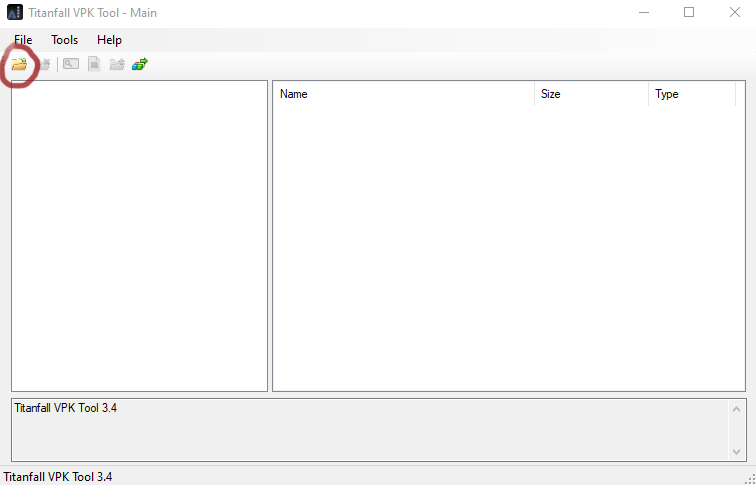 Titanfall VPK Tool - Main
File Tools Help
Name Size Type
Titanfall VPK Tool 3.4
Titanfall VPK Tool 3.4